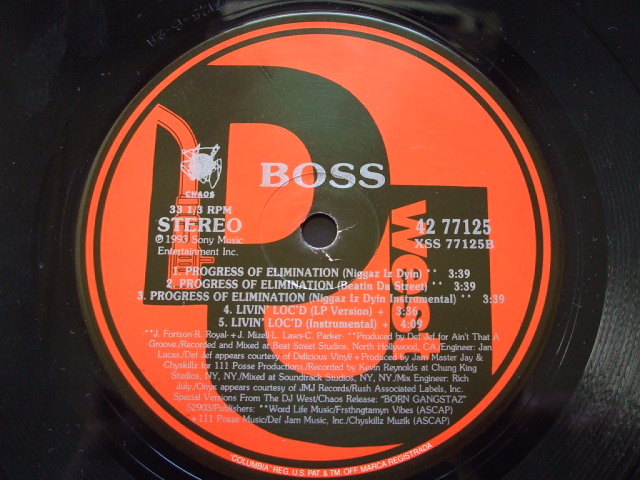 BOSS
CHAOS
33 1/3 RPM
STEREO
℗ 1993 Sony Music
Entertainment Inc.
42 77125
XSS 77125B
WEST
1. PROGRESS OF ELIMINATION (Niggaz Iz Dyin) ** 3:39
2. PROGRESS OF ELIMINATION (Beatin Da Street) ** 3:39
3. PROGRESS OF ELIMINATION (Niggaz Iz Dyin Instrumental) ** 3:39
4. LIVIN' LOC'D (LP Version) + 3:36
5. LIVIN' LOC'D (Instrumental) + 4:09
**J. Fortson-R. Royal-+J. Mizell-L. Laws-C. Parker- **Produced by Def Jef for Ain't That A
Groove/Recorded and Mixed at Beat Street Studios, North Hollywood, CA/Engineer: Jan
Lucas/Def Jef appears courtesy of Delicious Vinyl/+Produced by Jam Master Jay &
Chyskillz for 111 Posse Productions/Recorded by Kevin Reynolds at Chung King
Studios, NY, NY/Mixed at Soundtrack Studios, NY, NY/Mix Engineer: Rich
July/Onyx appears courtesy of JMJ Records/Rush Associated Labels, Inc.
Special Versions From The DJ West/Chaos Release: "BORN GANGSTAZ"
52903/Publishers: **Word Life Music/Frsthngtamyn Vibes (ASCAP)
+111 Posse Music/Def Jam Music, Inc./Chyskillz Muzik (ASCAP)
"COLUMBIA" REG. U.S. PAT. & TM. OFF. MARCA REGISTRADA